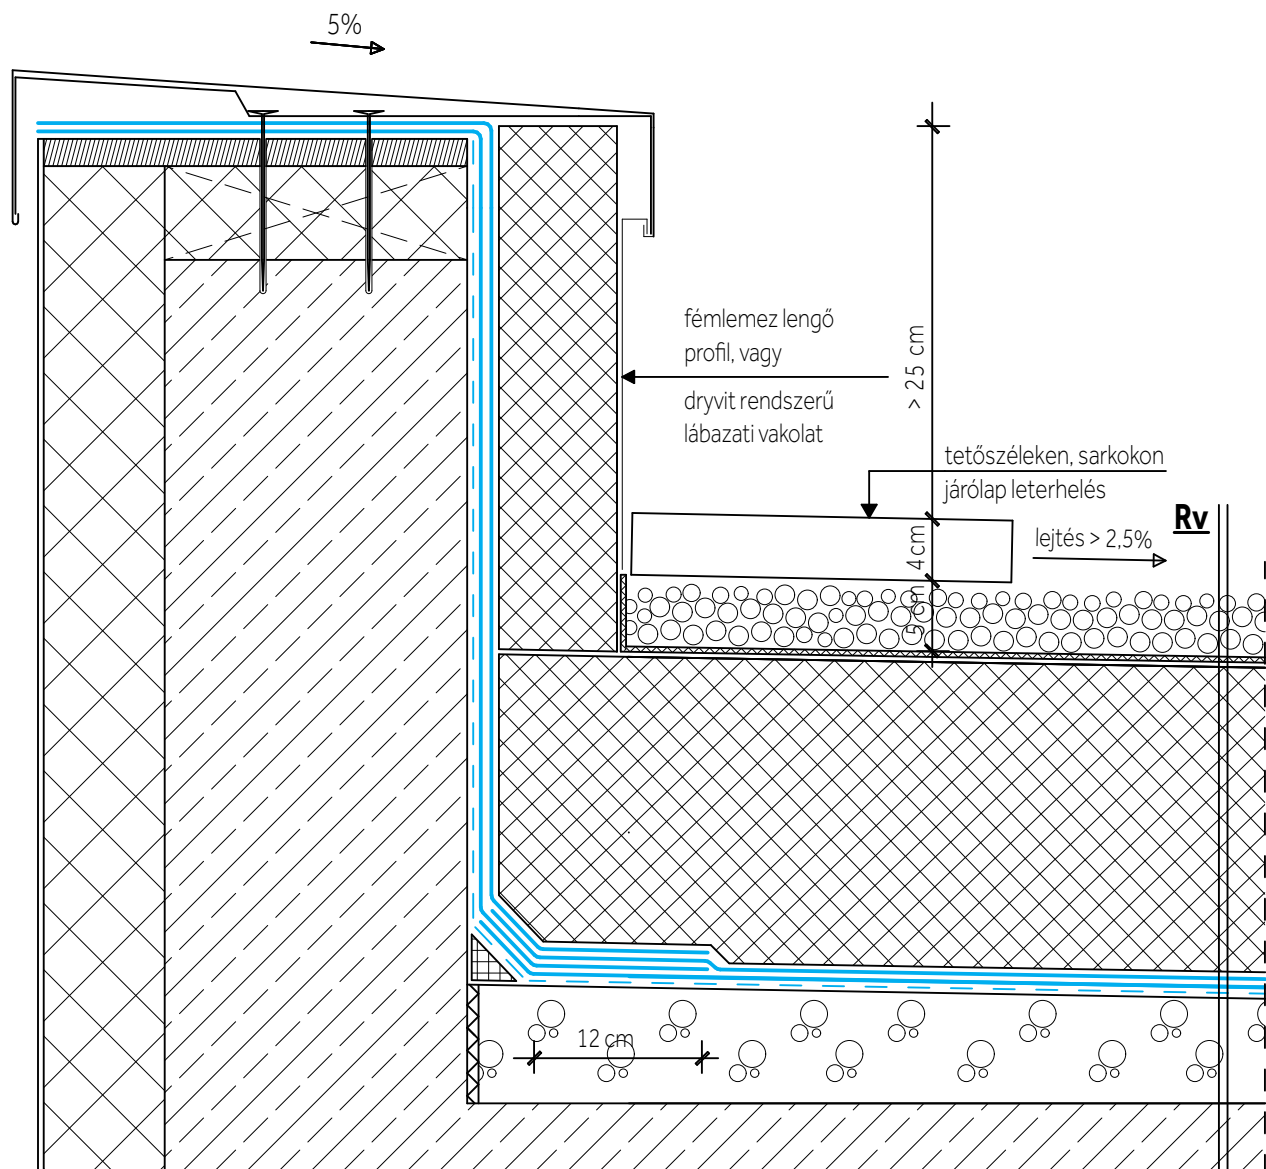 5%
fémlemez lengő
profil, vagy
dryvit rendszerű
lábazati vakolat
> 25 cm
tetőszéleken, sarkokon
járólap leterhelés
Rv
lejtés > 2,5%
4cm
5 cm
12 cm